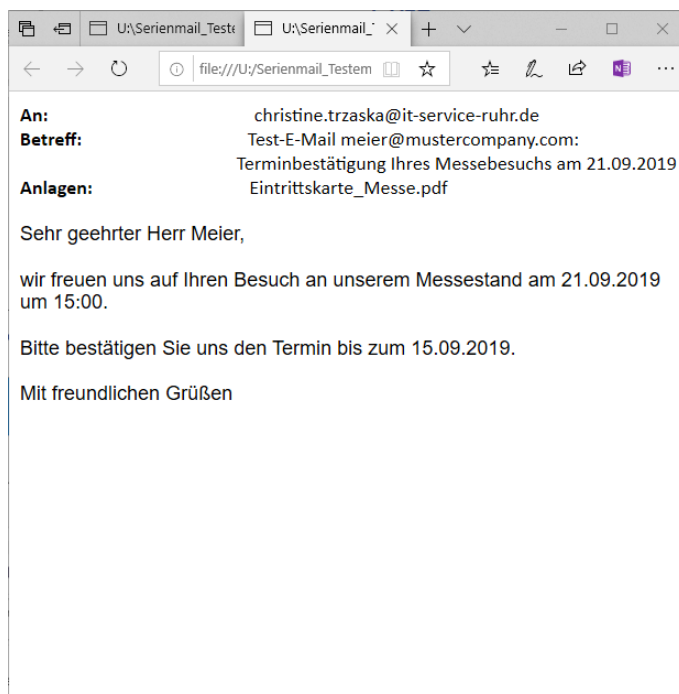 U:\Serienmail_Teste
U:\Serienmail_
file:///U:/Serienmail_Testem
An: christine.trzaska@it-service-ruhr.de
Betreff: Test-E-Mail meier@mustercompany.com:
Terminbestätigung Ihres Messebesuchs am 21.09.2019
Anlagen: Eintrittskarte_Messe.pdf
Sehr geehrter Herr Meier,
wir freuen uns auf Ihren Besuch an unserem Messestand am 21.09.2019
um 15:00.
Bitte bestätigen Sie uns den Termin bis zum 15.09.2019.
Mit freundlichen Grüßen